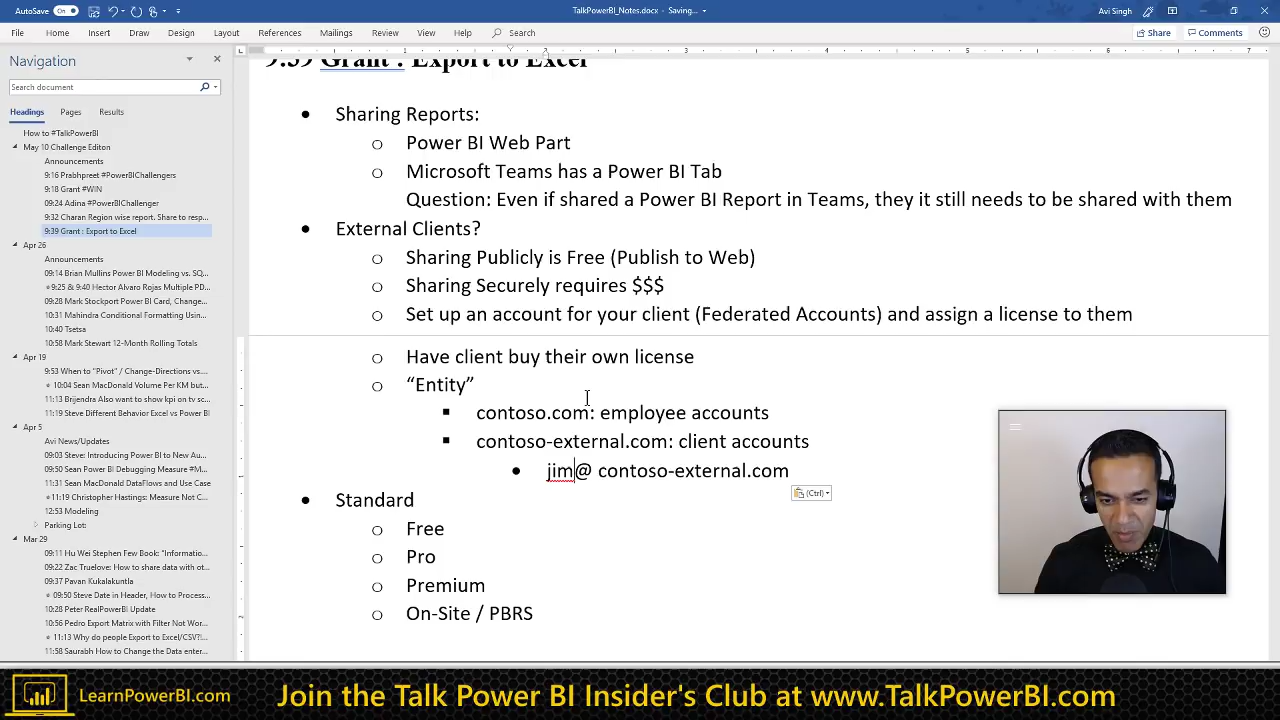 AutoSave
On
TalkPowerBI_Notes.docx - Saving...
Avi Singh
File
Home
Insert
Draw
Design
Layout
References
Mailings
Review
View
Help
Search
Share
Comments
Navigation
Search document
Headings
Pages
Results
How to #TalkPowerBI
May 10 Challenge Editon
Announcements
9:16 Prabhpreet #PowerBIChallengers
9:18 Grant #WIN
09:24 Adina #PowerBIChallenger
9:32 Charan Region wise report. Share to resp...
9:39 Grant : Export to Excel
Apr 26
Announcements
09:14 Brian Mullins Power BI Modeling vs. SQ...
9:25 & 9:40 Hector Alvaro Rojas Multiple PD...
09:28 Mark Stockport Power BI Card, Change...
10:31 Mahindra Conditional Formatting Usin...
10:40 Tsetsa
10:58 Mark Stewart 12-Month Rolling Totals
Apr 19
9:53 When to "Pivot" / Change-Directions vs...
10:04 Sean MacDonald Volume Per KM but...
11:13 Brijendra Also want to show kpi on tv sc...
11:19 Steve Different Behavior Excel vs Power BI
Apr 5
Avi News/Updates
09:03 Steve: Introducing Power BI to New Au...
09:50 Sean Power BI Debugging Measure #M...
11:31 Sean MacDonald DataFlows and Use Cases
11:19 Christopher Hastings: Measure Not C...
12:53 Modeling
Parking Lot:
Mar 29
09:11 Hu Wei Stephen Few Book: "Informatio...
09:22 Zac Truelove: How to share data with ot...
09:37 Pavan Kukalakuntla
09:50 Steve Date in Header, How to Process...
10:28 Peter RealPowerBI Update
10:56 Pedro Export Matrix with Filter Not Wor...
11:13 Why do people Export to Excel/CSV?!...
11:58 Saurabh How to Change the Data enter...
9:39 Grant : Export to Excel
• Sharing Reports:
o Power BI Web Part
o Microsoft Teams has a Power BI Tab
Question: Even if shared a Power BI Report in Teams, they it still needs to be shared with them
• External Clients?
o Sharing Publicly is Free (Publish to Web)
o Sharing Securely requires $$$
o Set up an account for your client (Federated Accounts) and assign a license to them
o Have client buy their own license
o “Entity”
▪ contoso.com: employee accounts
▪ contoso-external.com: client accounts
• jim@ contoso-external.com
(Ctrl)
• Standard
o Free
o Pro
o Premium
o On-Site / PBRS
LearnPowerBI.com
Join the Talk Power BI Insider's Club at www.TalkPowerBI.com